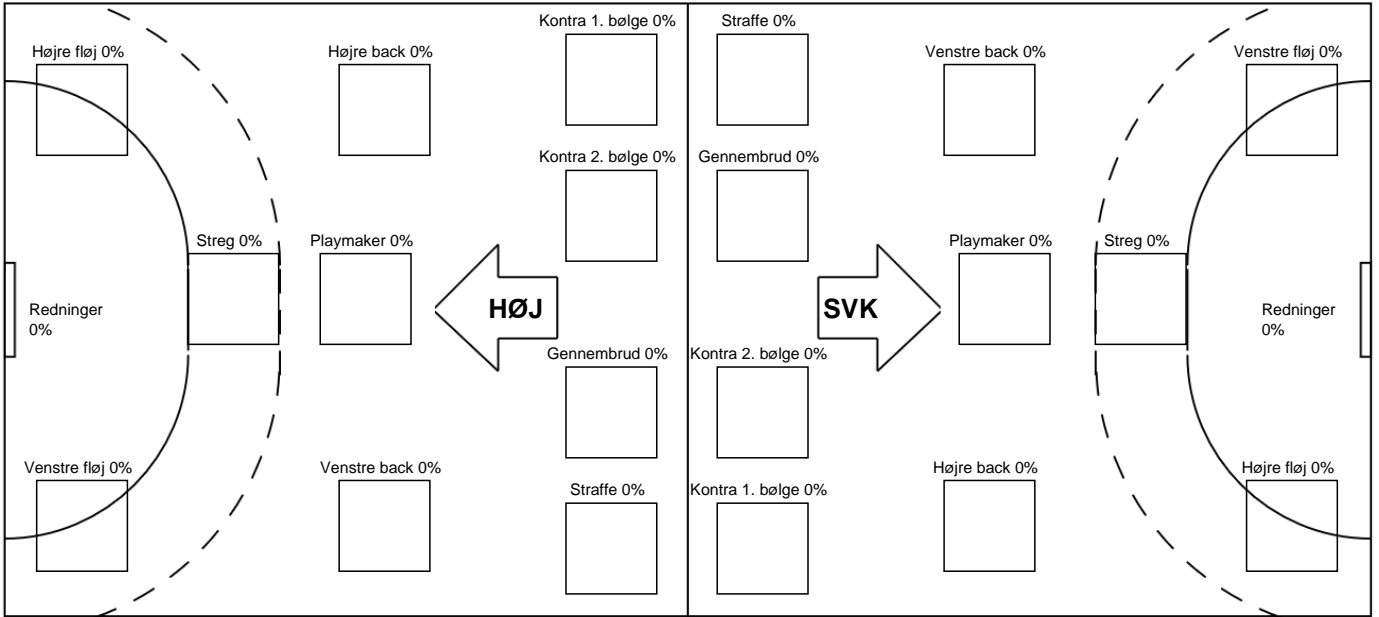 Kontra 1. bølge 0%
Straffe 0%
Højre fløj 0%
Højre back 0%
Venstre back 0%
Venstre fløj 0%
Kontra 2. bølge 0%
Gennembrud 0%
Streg 0%
Playmaker 0%
Playmaker 0%
Streg 0%
Redninger
0%
HØJ
SVK
Redninger
0%
Gennembrud 0%
Kontra 2. bølge 0%
Venstre fløj 0%
Venstre back 0%
Straffe 0%
Kontra 1. bølge 0%
Højre back 0%
Højre fløj 0%